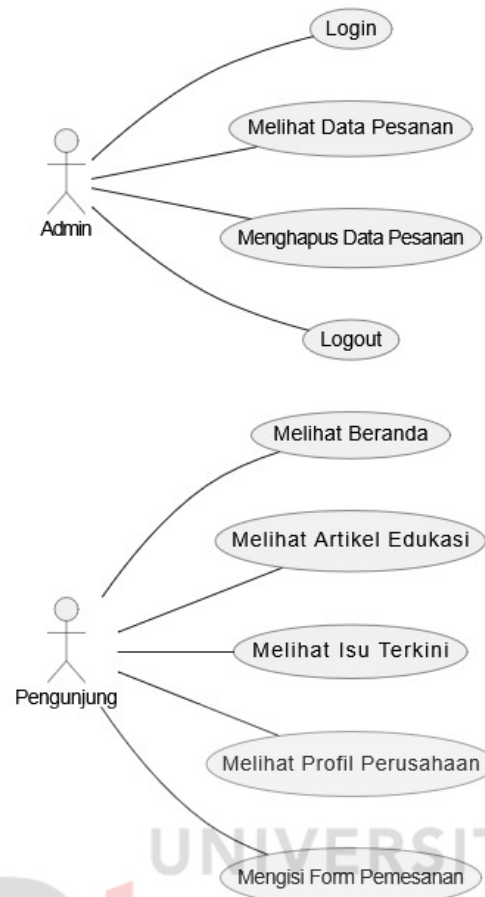 Login
Melihat Data Pesanan
Admin
Menghapus Data Pesanan
Logout
Melihat Beranda
Melihat Artikel Edukasi
Melihat Isu Terkini
Pengunjung
Melihat Profil Perusahaan
UNIVERSIT
Mengisi Form Pemesanan